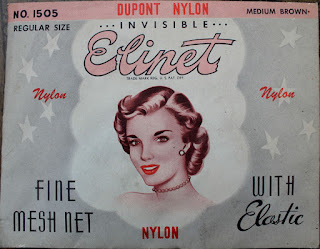 NO. 1505
DUPONT NYLON
MEDIUM BROWN·
REGULAR SIZE
···INVISIBLE···
Elinet
TRADE MARK REG. U. S. PAT. OFF.
Nylon
Nylon
FINE
MESH NET
WITH
Elastic
NYLON